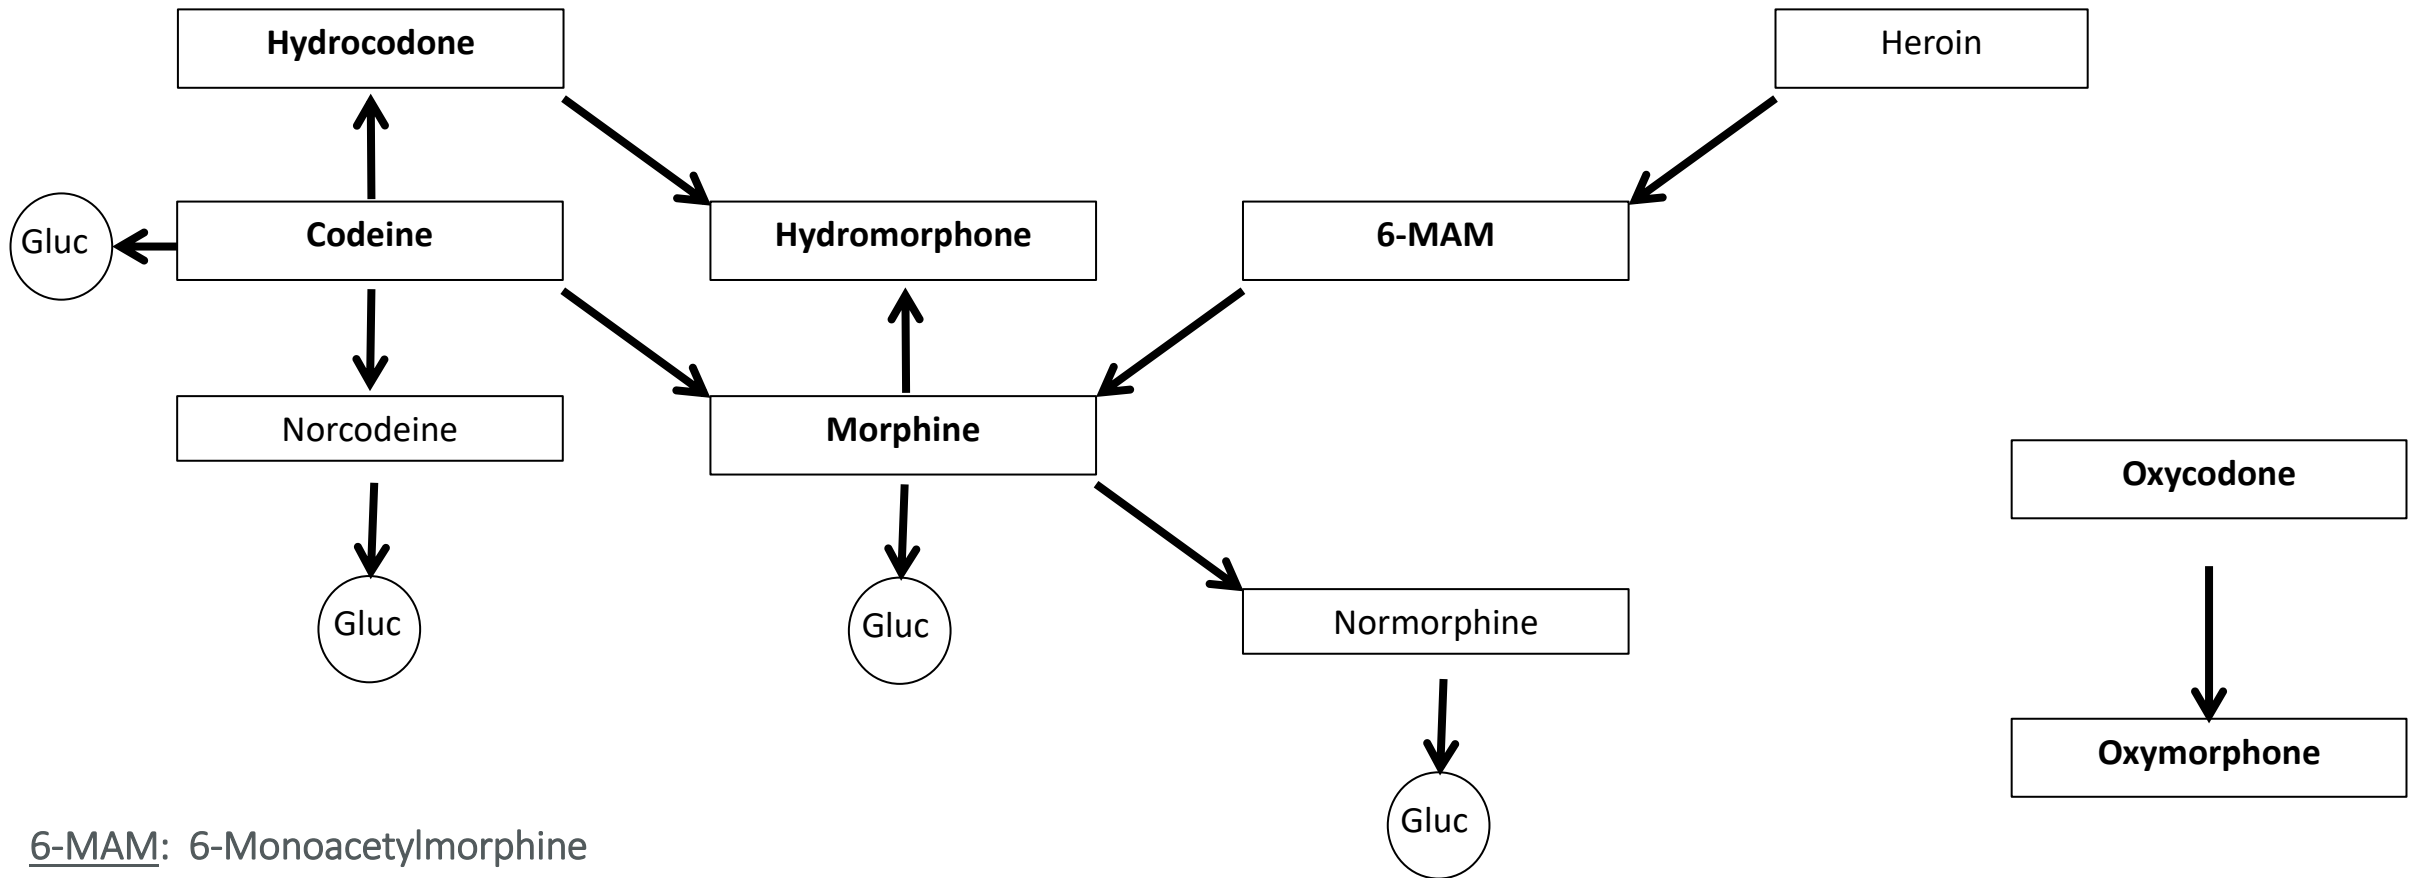 Hydrocodone
Heroin
Gluc
Codeine
Hydromorphone
6-MAM
Norcodeine
Morphine
Oxycodone
Gluc
Gluc
Normorphine
Oxymorphone
Gluc
6-MAM: 6-Monoacetylmorphine